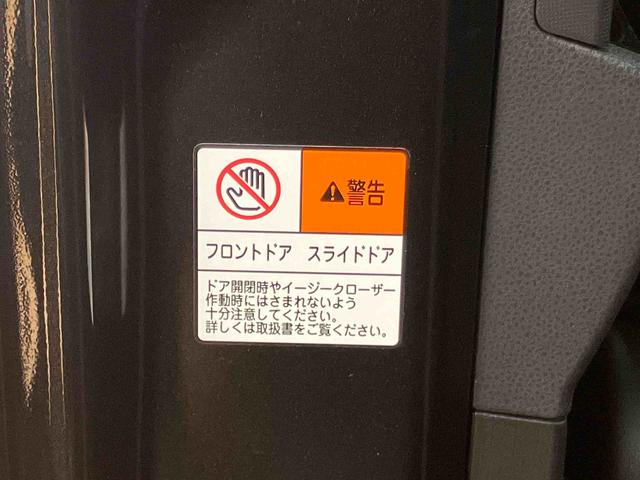 ⚠警告
フロントドア スライドドア
ドア開閉時やイージークローザー
作動時にはさまれないよう
十分注意してください。
詳しくは取扱書をご覧ください。